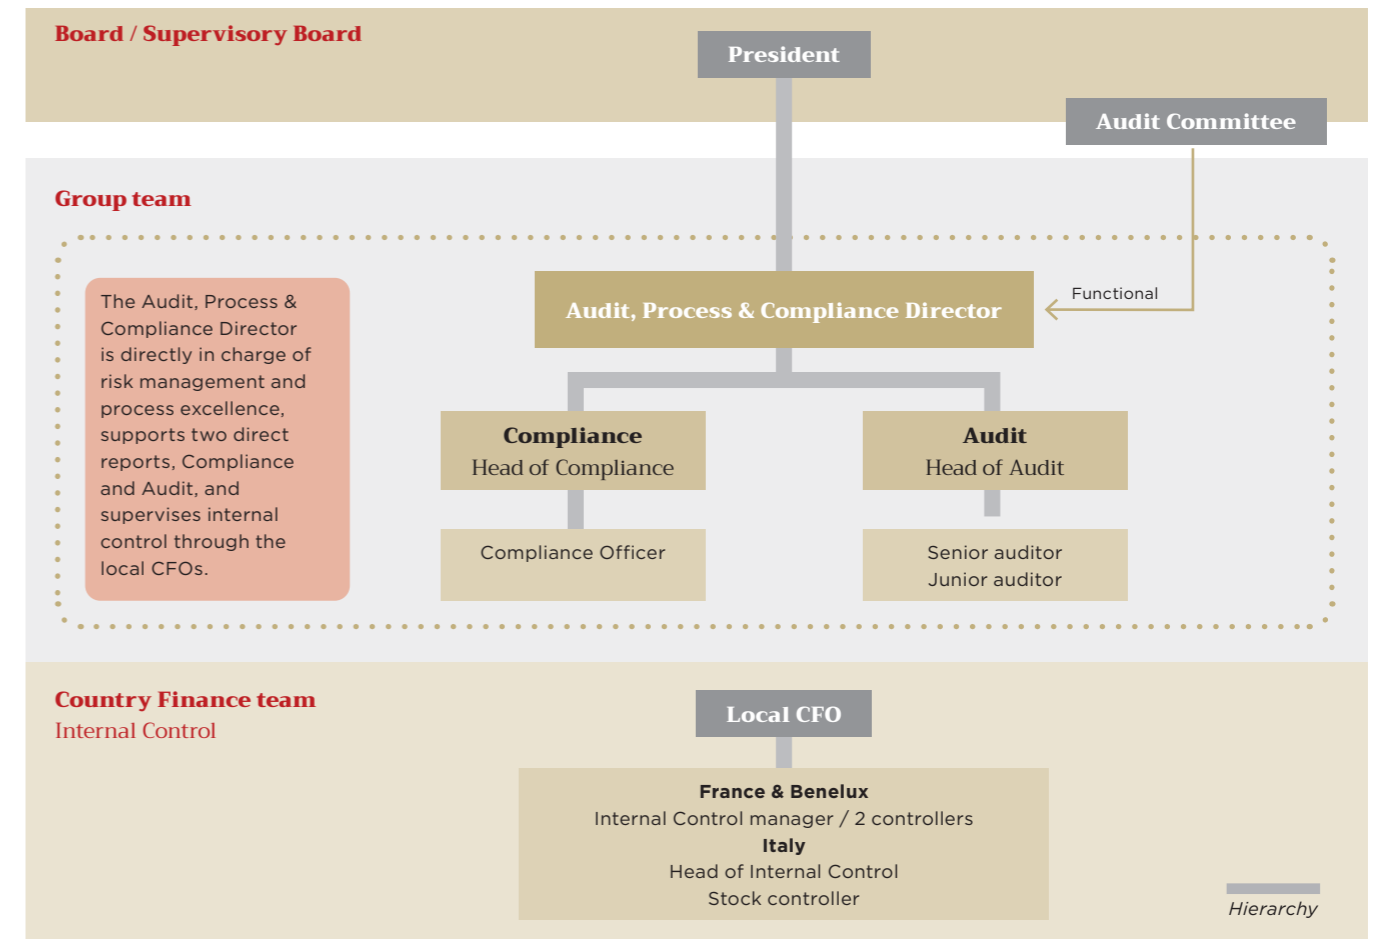 Board / Supervisory Board
President
Audit Committee
Group team
Functional
Audit, Process & Compliance Director
The Audit, Process &
Compliance Director
is directly in charge of
risk management and
process excellence,
supports two direct
reports, Compliance
and Audit, and
supervises internal
control through the
local CFOs.
Compliance
Head of Compliance
Audit
Head of Audit
Compliance Officer
Senior auditor
Junior auditor
Country Finance team
Internal Control
Local CFO
France & Benelux
Internal Control manager / 2 controllers
Italy
Head of Internal Control
Stock controller
Hierarchy